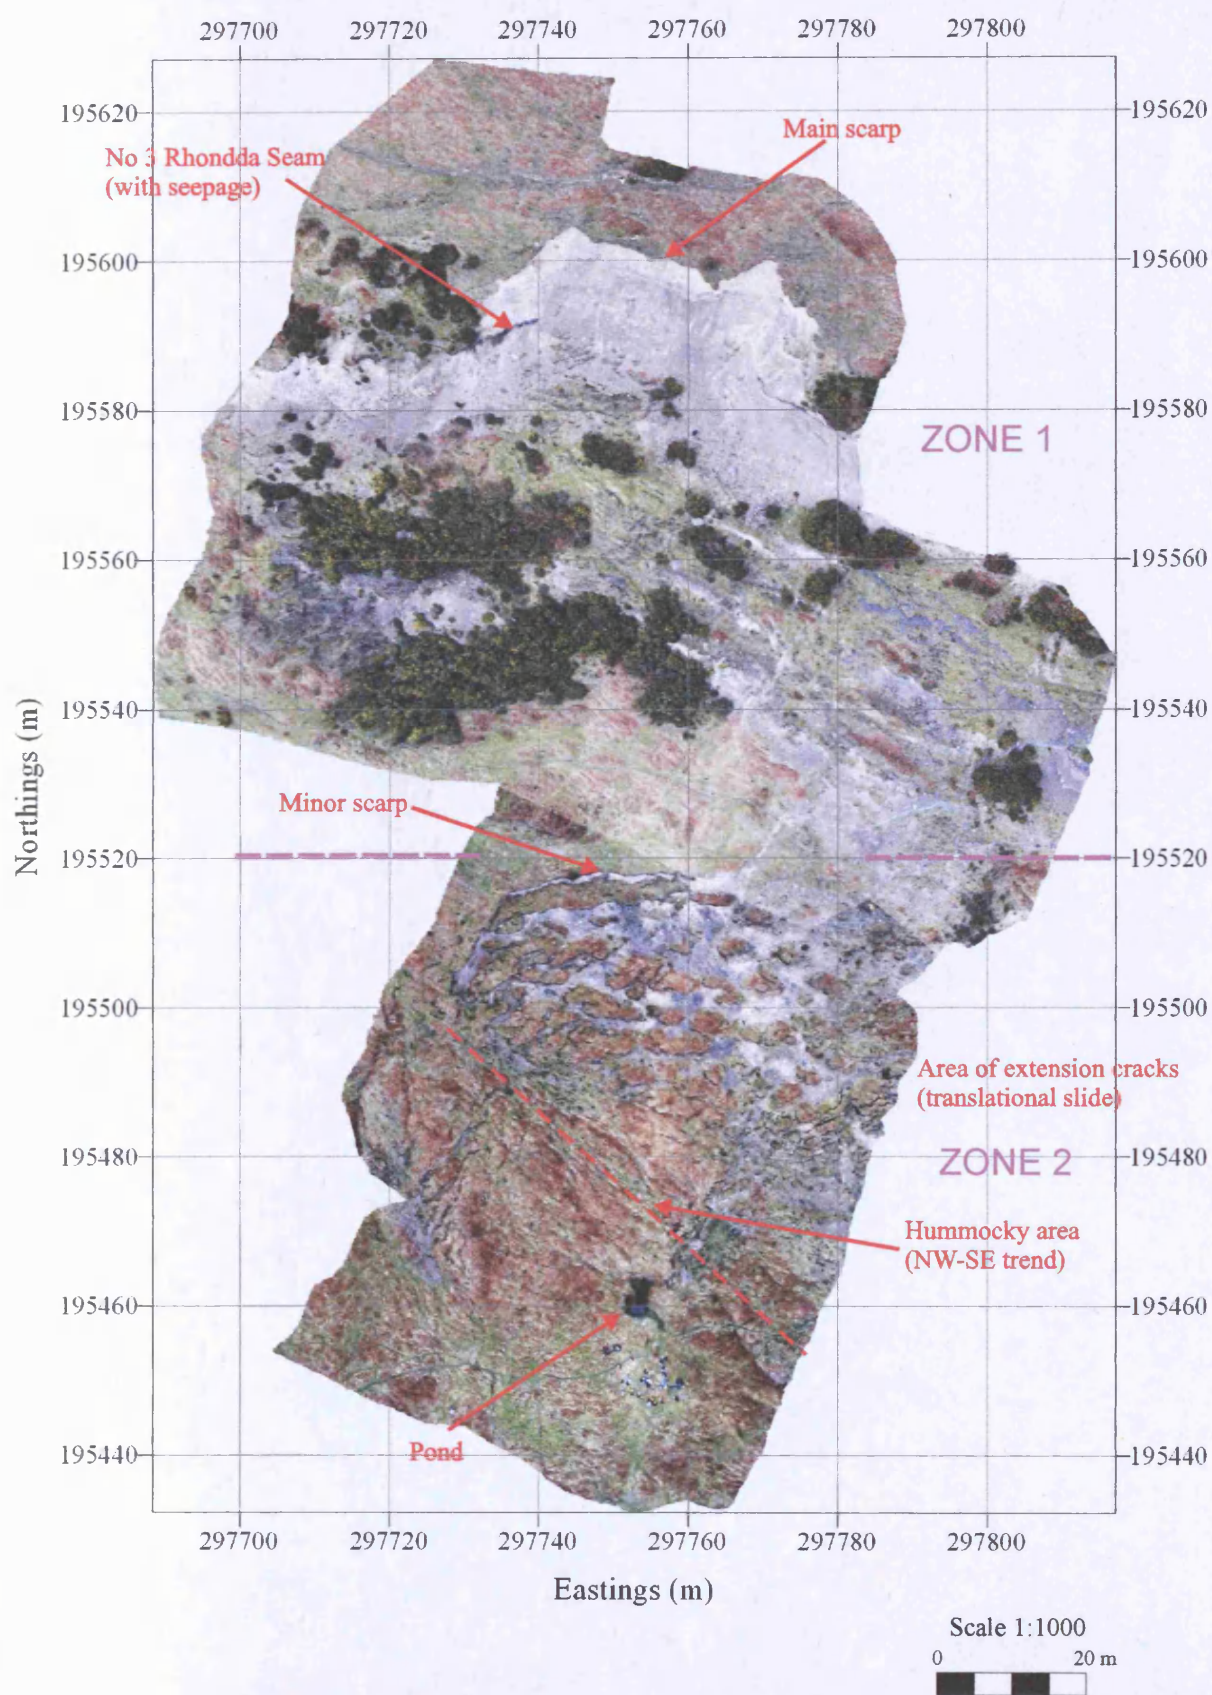 297700 297720 297740 297760 297780 297800
195620 195620
Main scarp
No 3 Rhondda Seam
(with seepage)
195600 195600
195580 195580
ZONE 1
195560 195560
195540 195540
Northings (m)
Minor scarp
195520 195520
195500 195500
Area of extension cracks
(translational slide)
195480 195480
ZONE 2
Hummocky area
(NW-SE trend)
195460 195460
Pond
195440 195440
297700 297720 297740 297760 297780 297800
Eastings (m)
Scale 1:1000
0 20 m